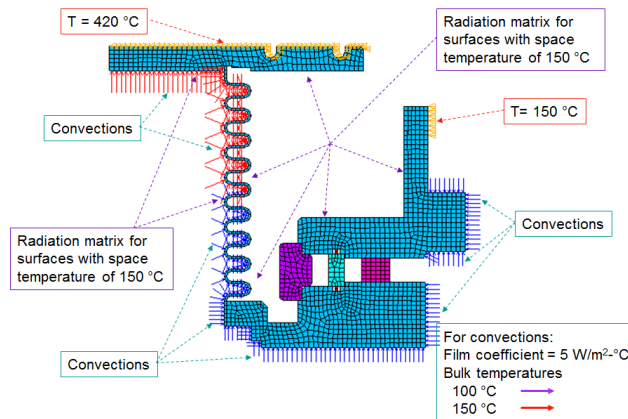 T = 420 °C
Radiation matrix for
surfaces with space
temperature of 150 °C
Convections
T= 150 °C
Radiation matrix for
surfaces with space
temperature of 150 °C
Convections
Convections
For convections:
Film coefficient = 5 W/m²-°C
Bulk temperatures
100 °C
150 °C